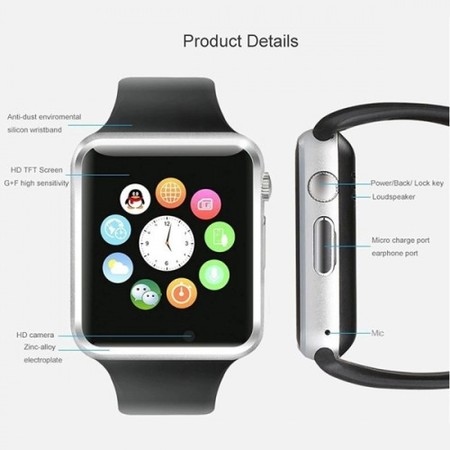 Product Details
Anti-dust enviromental
silicon wristband
HD TFT Screen
G+F high sensitivity
HD camera
Zinc-alloy
electroplate
Power/Back/ Lock key
Loudspeaker
Micro charge port
earphone port
Mic